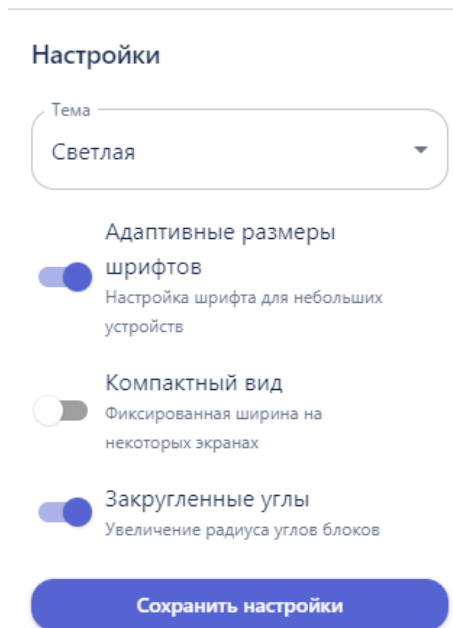 Настройки
Тема
Светлая
Адаптивные размеры
шрифтов
Настройка шрифта для небольших
устройств
Компактный вид
Фиксированная ширина на
некоторых экранах
Закругленные углы
Увеличение радиуса углов блоков
Сохранить настройки